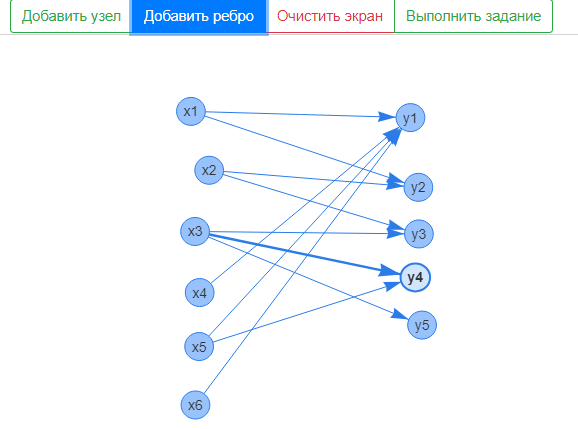 Добавить узел Добавить ребро Очистить экран Выполнить задание
x1 y1
x2 y2
x3 y3
x4 y4
x5 y5
x6